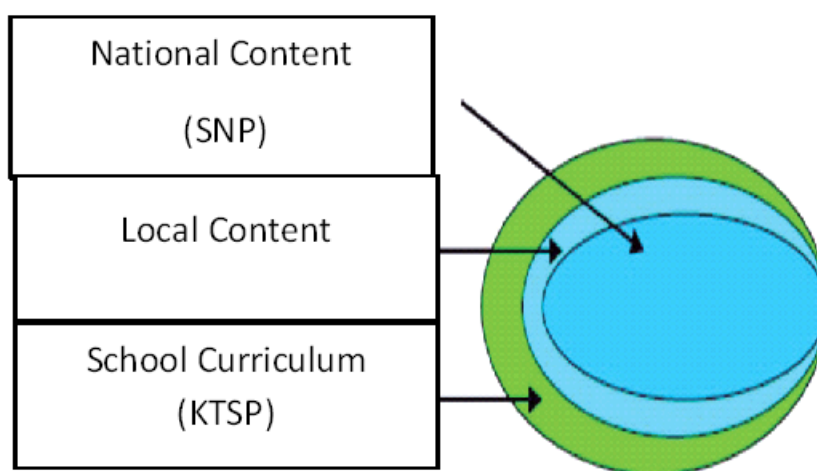 National Content
(SNP)
Local Content
School Curriculum
(KTSP)